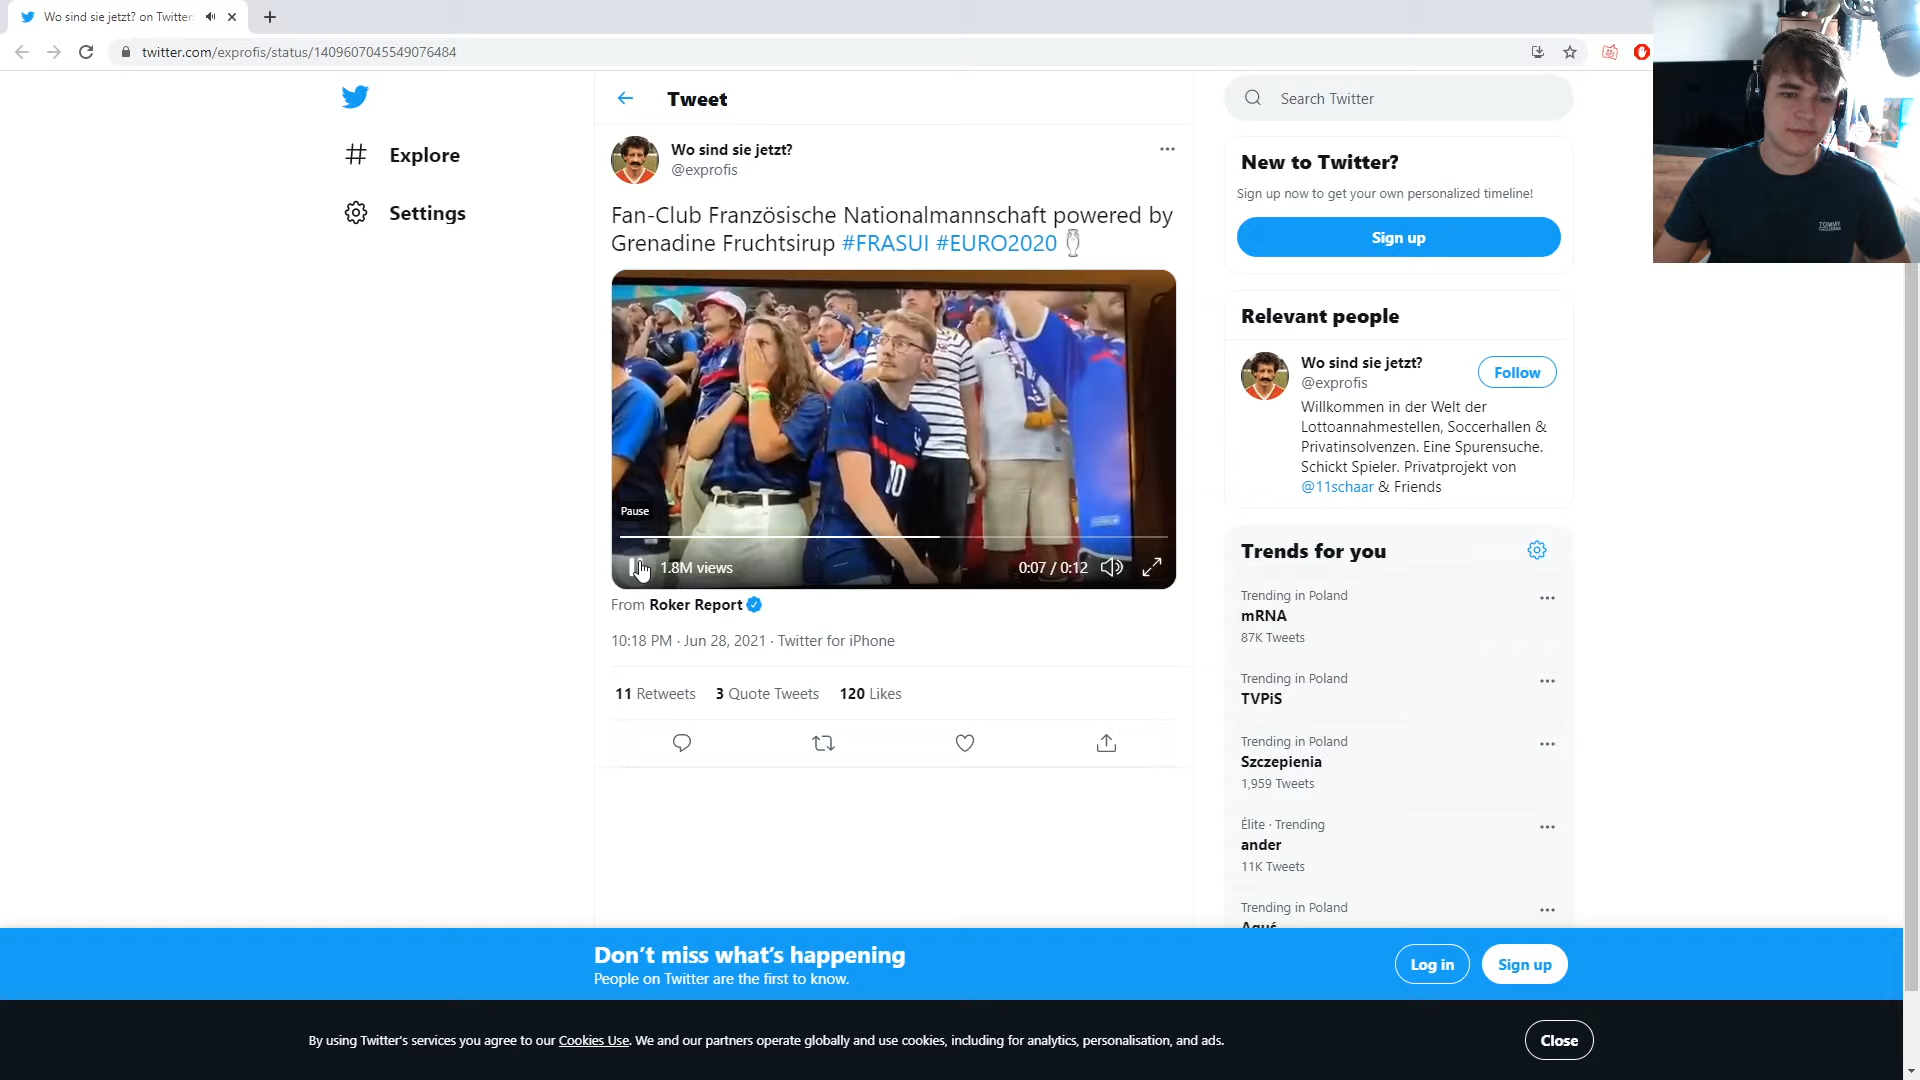 Wo sind sie jetzt? on Twitter:
twitter.com/exprofis/status/1409607045549076484
Explore
Settings
Tweet
Wo sind sie jetzt?
@exprofis
Fan-Club Französische Nationalmannschaft powered by
Grenadine Fruchtsirup #FRASUI #EURO2020
10
Pause
1.8M views
0:07 / 0:12
From Roker Report
10:18 PM · Jun 28, 2021 · Twitter for iPhone
11 Retweets 3 Quote Tweets 120 Likes
Search Twitter
New to Twitter?
Sign up now to get your own personalized timeline!
Sign up
Relevant people
Wo sind sie jetzt?
@exprofis
Follow
Willkommen in der Welt der
Lottoannahmestellen, Soccerhallen &
Privatinsolvenzen. Eine Spurensuche.
Schickt Spieler. Privatprojekt von
@11schaar & Friends
Trends for you
Trending in Poland
mRNA
87K Tweets
Trending in Poland
TVPiS
Trending in Poland
Szczepienia
1,959 Tweets
Élite · Trending
ander
11K Tweets
Trending in Poland
TOMMY
Don't miss what's happening
People on Twitter are the first to know.
Log in
Sign up
By using Twitter's services you agree to our Cookies Use. We and our partners operate globally and use cookies, including for analytics, personalisation, and ads.
Close